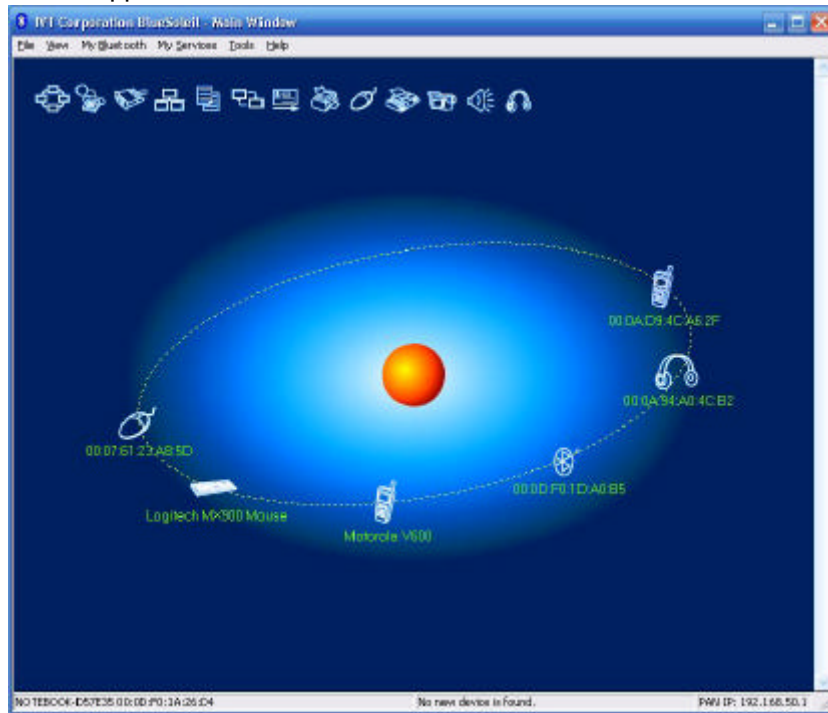 IVT Corporation BlueSoleil - Main Window
File View My Bluetooth My Services Tools Help
00:0A:D9:4C:A6:2F
00:0A:94:A0:4C:B2
00:07:61:23:AB:5D
00:0D:F0:1D:A0:B5
Logitech MX900 Mouse
Motorola V600
NOTEBOOK-D57E35 00:0D:F0:1A:26:D4 No new device is found. PAN IP: 192.168.50.1